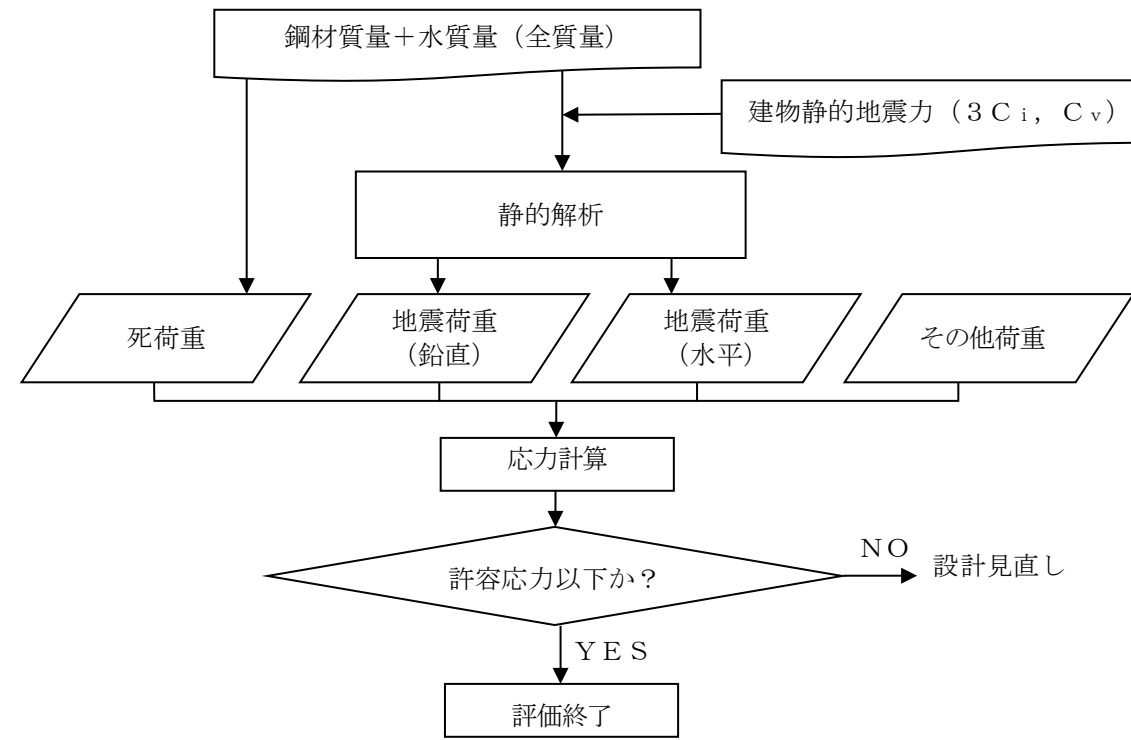 鋼材質量＋水質量（全質量）
建物静的地震力（３Ｃｉ，Ｃｖ）
静的解析
死荷重
地震荷重
（鉛直）
地震荷重
（水平）
その他荷重
応力計算
許容応力以下か？
ＮＯ
設計見直し
ＹＥＳ
評価終了